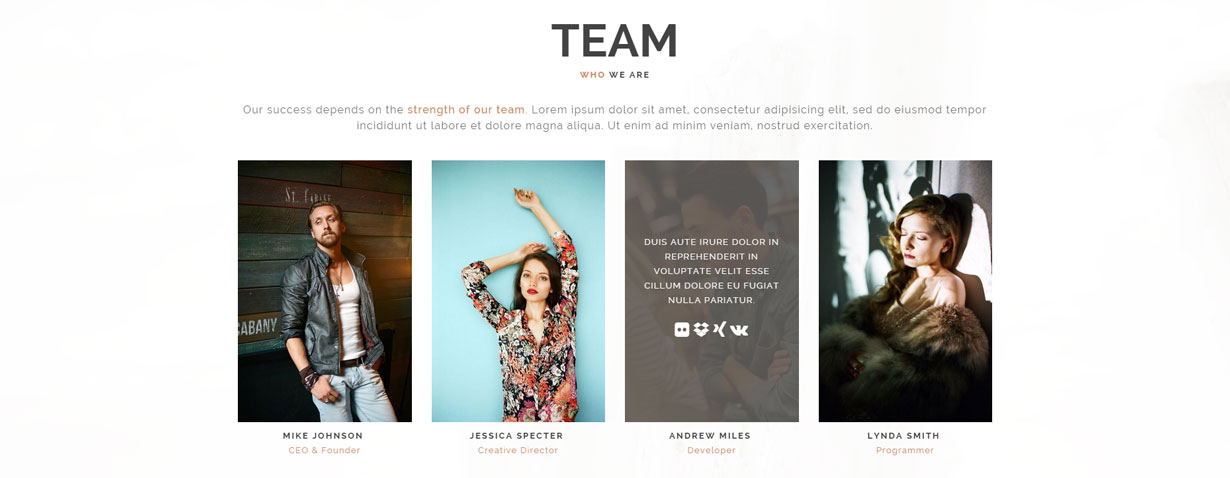 TEAM
WHO WE ARE
Our success depends on the strength of our team. Lorem ipsum dolor sit amet, consectetur adipisicing elit, sed do eiusmod tempor
incididunt ut labore et dolore magna aliqua. Ut enim ad minim veniam, nostrud exercitation.
ST. CABANY
CABANY
DUIS AUTE IRURE DOLOR IN
REPREHENDERIT IN
VOLUPTATE VELIT ESSE
CILLUM DOLORE EU FUGIAT
NULLA PARIATUR.
MIKE JOHNSON
CEO & Founder
JESSICA SPECTER
Creative Director
ANDREW MILES
Developer
LYNDA SMITH
Programmer